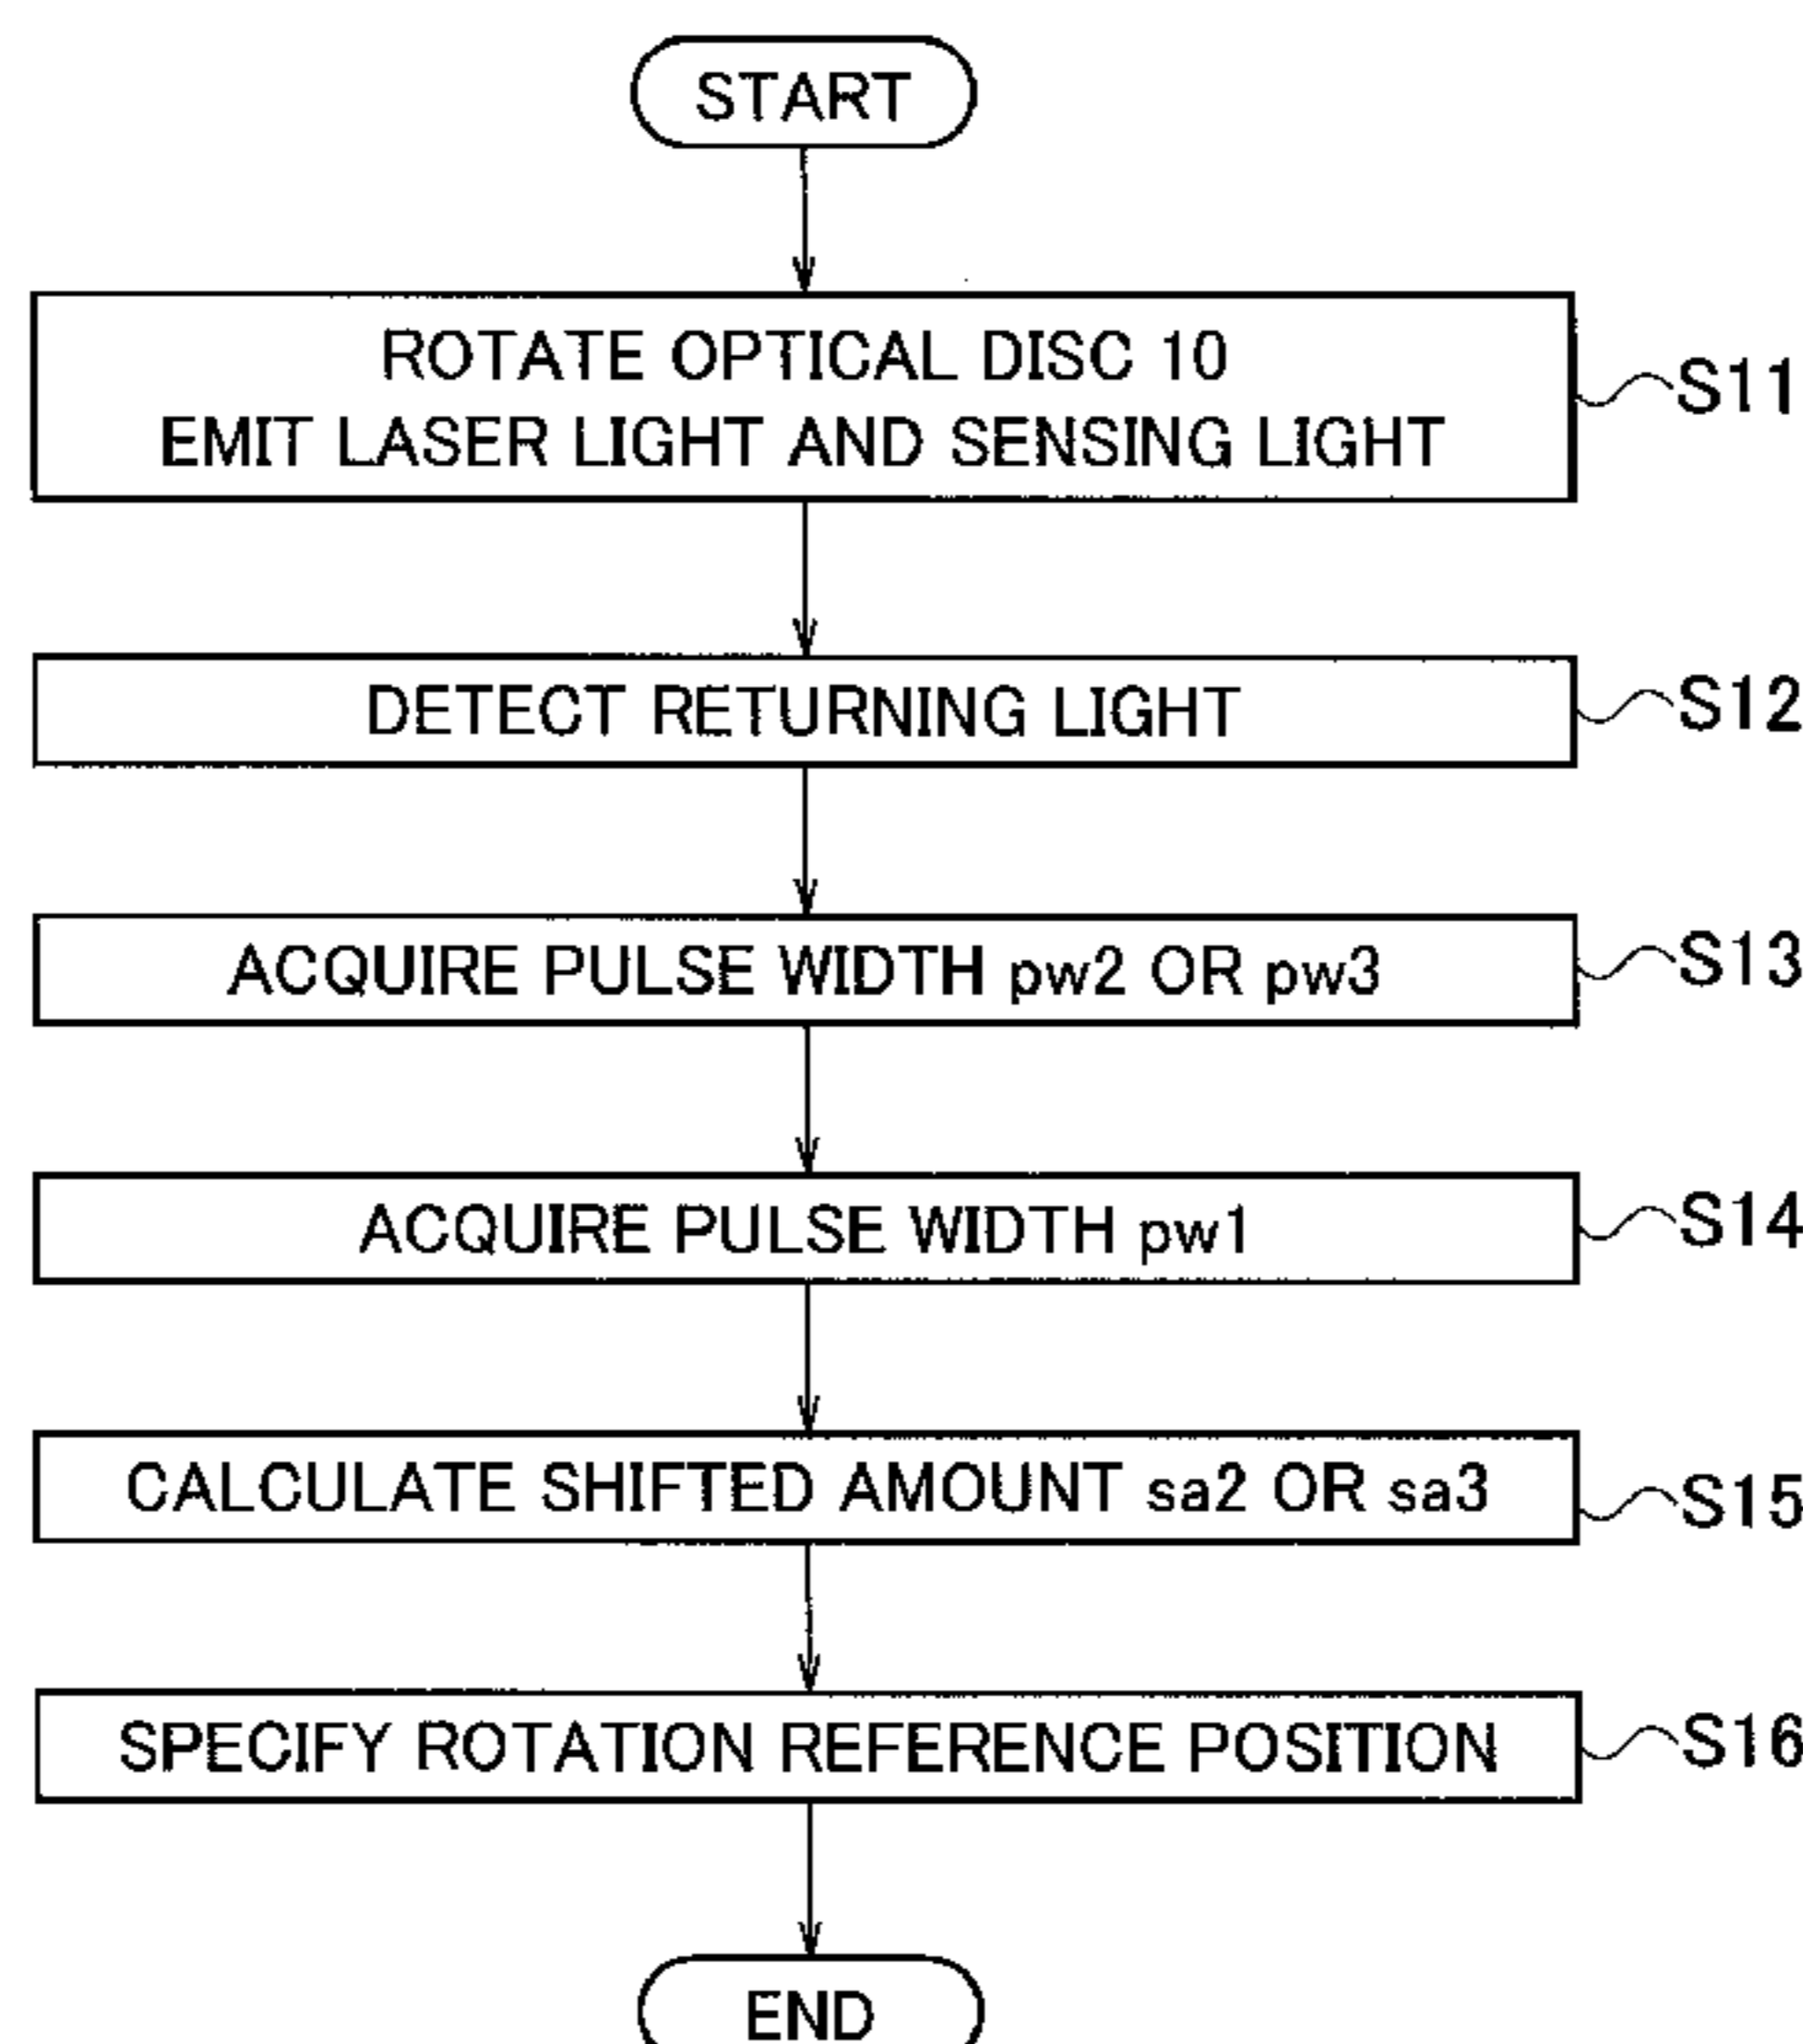 START
ROTATE OPTICAL DISC 10
EMIT LASER LIGHT AND SENSING LIGHT
S11
DETECT RETURNING LIGHT
S12
ACQUIRE PULSE WIDTH pw2 OR pw3
S13
ACQUIRE PULSE WIDTH pw1
S14
CALCULATE SHIFTED AMOUNT sa2 OR sa3
S15
SPECIFY ROTATION REFERENCE POSITION
S16
END